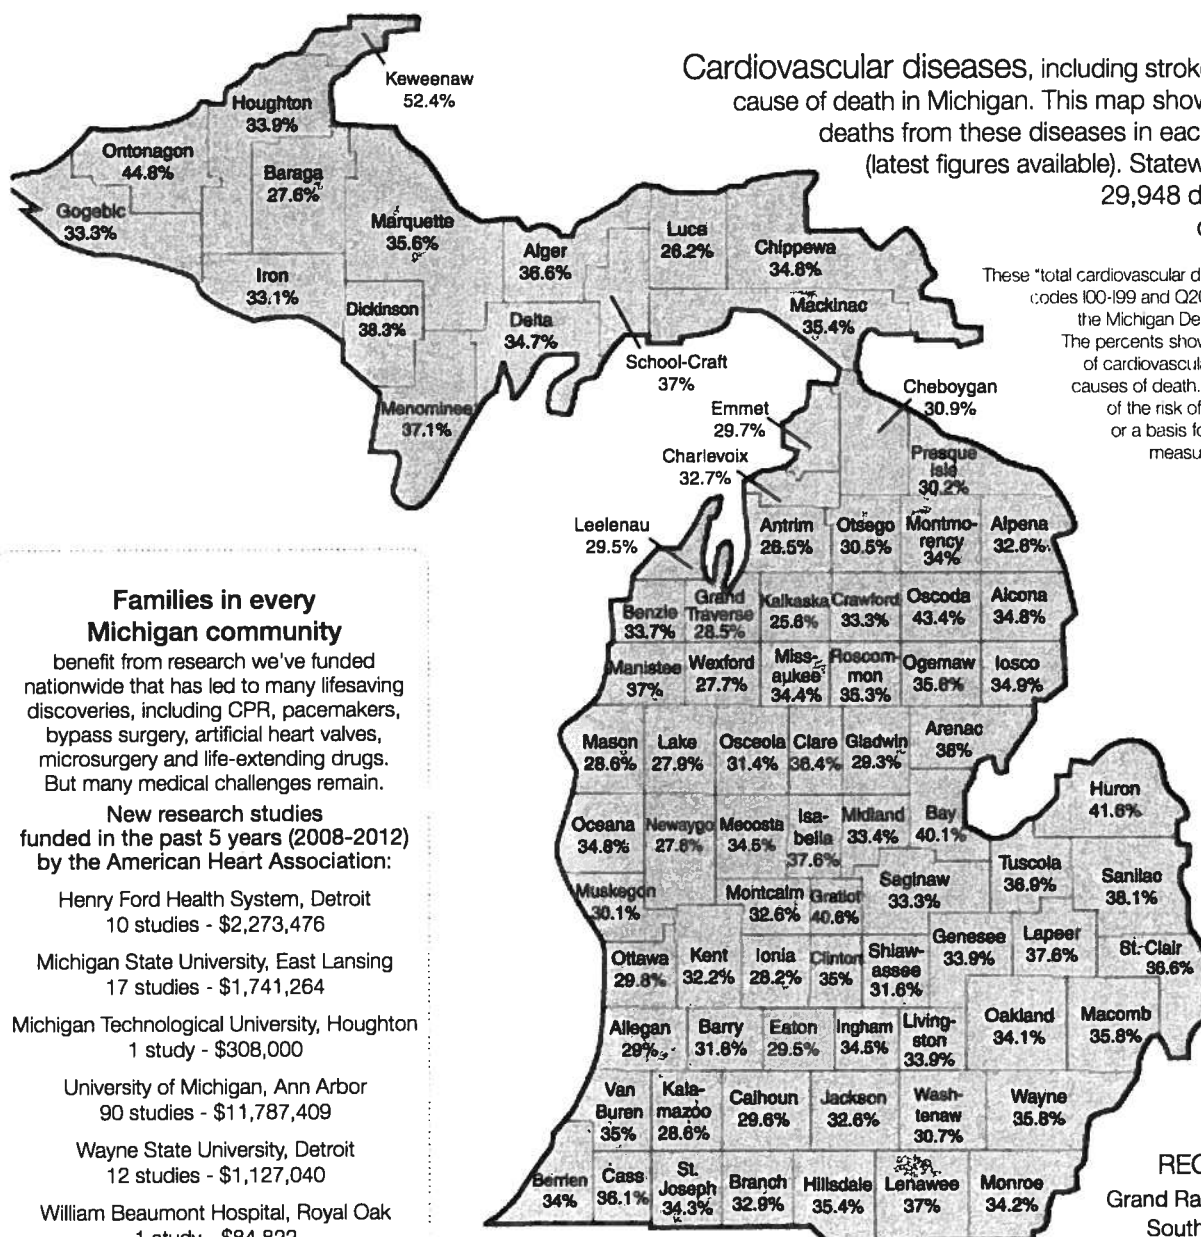 Cardiovascular diseases, including stroke
cause of death in Michigan. This map show
deaths from these diseases in each
(latest figures available). Statew
29,948 d
These "total cardiovascular d
codes I00-I99 and Q20
the Michigan De
The percents show
of cardiovascula
causes of death.
of the risk of
or a basis fo
measu
Keweenaw
52.4%
Houghton
33.9%
Ontonagon
44.8%
Baraga
27.6%
Gogebic
33.3%
Marquette
35.6%
Alger
36.6%
Luce
26.2%
Chippewa
34.8%
Iron
33.1%
Dickinson
38.3%
Delta
34.7%
Mackinac
35.4%
School-Craft
37%
Menominee
37.1%
Cheboygan
30.9%
Emmet
29.7%
Charlevoix
32.7%
Presque
Isle
30.2%
Leelenau
29.5%
Antrim
26.5%
Otsego
30.5%
Montmo-
rency
34%
Alpena
32.8%
Benzie
33.7%
Grand
Traverse
28.5%
Kalkaska
25.6%
Crawford
33.3%
Oscoda
43.4%
Alcona
34.8%
Manistee
37%
Wexford
27.7%
Miss-
aukee
34.4%
Roscom-
mon
35.3%
Ogemaw
35.6%
Iosco
34.9%
Mason
28.6%
Lake
27.9%
Osceola
31.4%
Clare
36.4%
Gladwin
29.3%
Arenac
38%
Huron
41.6%
Oceana
34.8%
Newaygo
27.8%
Mecosta
34.5%
Isa-
bella
37.6%
Midland
33.4%
Bay
40.1%
Tuscola
36.9%
Sanilac
38.1%
Muskegon
30.1%
Montcalm
32.6%
Gratiot
40.6%
Saginaw
33.3%
Ottawa
29.8%
Kent
32.2%
Ionia
28.2%
Clinton
35%
Shiaw-
assee
31.6%
Genesee
33.9%
Lapeer
37.6%
St. Clair
36.6%
Allegan
29%
Barry
31.8%
Eaton
29.5%
Ingham
34.5%
Living-
ston
33.9%
Oakland
34.1%
Macomb
35.8%
Van
Buren
35%
Kala-
mazoo
28.6%
Calhoun
29.6%
Jackson
32.6%
Wash-
tenaw
30.7%
Wayne
35.8%
Berrien
34%
Cass
36.1%
St.
Joseph
34.3%
Branch
32.9%
Hillsdale
35.4%
Lenawee
37%
Monroe
34.2%
Families in every
Michigan community
benefit from research we've funded
nationwide that has led to many lifesaving
discoveries, including CPR, pacemakers,
bypass surgery, artificial heart valves,
microsurgery and life-extending drugs.
But many medical challenges remain.
New research studies
funded in the past 5 years (2008-2012)
by the American Heart Association:
Henry Ford Health System, Detroit
10 studies - $2,273,476
Michigan State University, East Lansing
17 studies - $1,741,264
Michigan Technological University, Houghton
1 study - $308,000
University of Michigan, Ann Arbor
90 studies - $11,787,409
Wayne State University, Detroit
12 studies - $1,127,040
William Beaumont Hospital, Royal Oak
1 study - $84,822
REC
Grand Ra
South